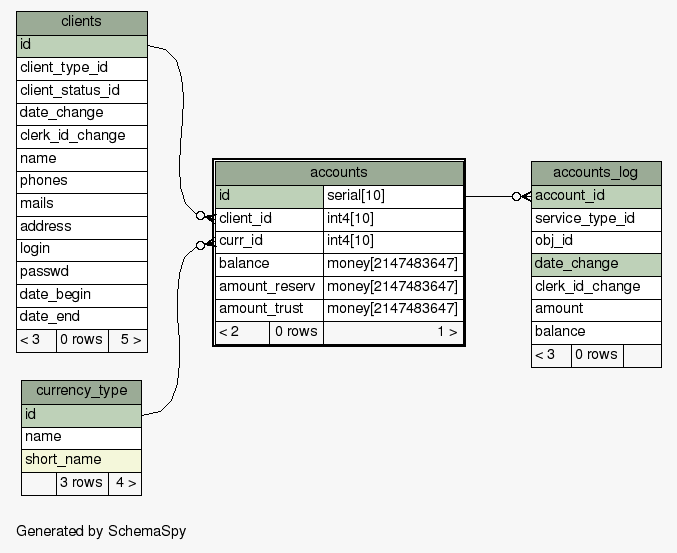 clients
id
client_type_id
client_status_id
date_change
clerk_id_change
name
phones
mails
address
login
passwd
date_begin
date_end
< 3 0 rows 5 >
currency_type
id
name
short_name
3 rows 4 >
accounts
id serial[10]
client_id int4[10]
curr_id int4[10]
balance money[2147483647]
amount_reserv money[2147483647]
amount_trust money[2147483647]
< 2 0 rows 1 >
accounts_log
account_id
service_type_id
obj_id
date_change
clerk_id_change
amount
balance
< 3 0 rows
Generated by SchemaSpy